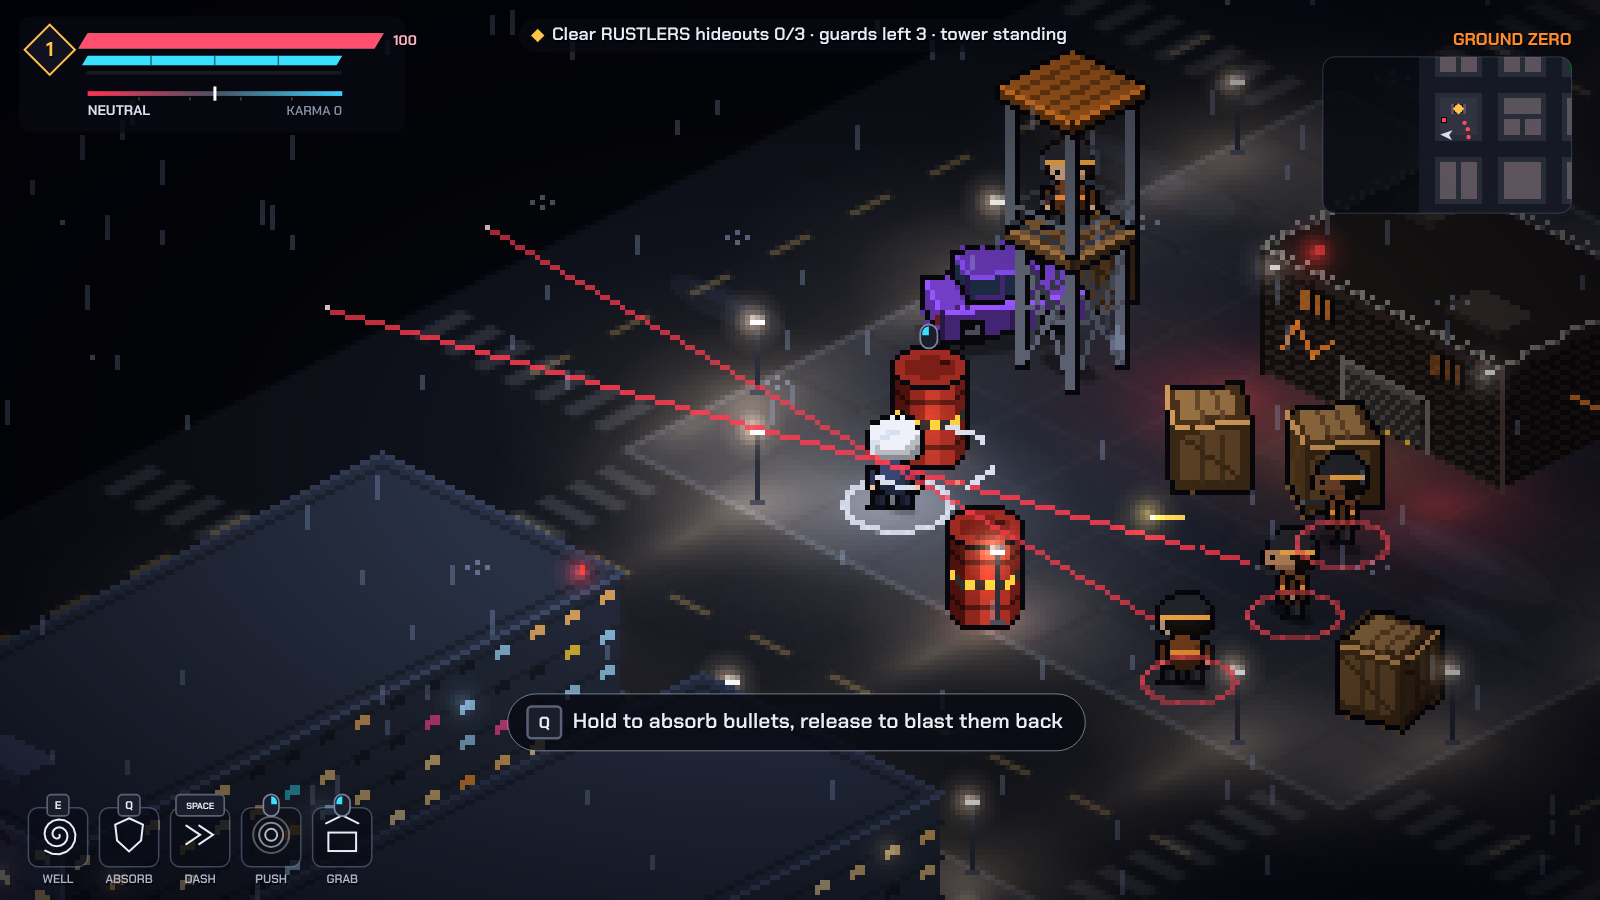 1
100
NEUTRAL
KARMA 0
Clear RUSTLERS hideouts 0/3 · guards left 3 · tower standing
GROUND ZERO
Q Hold to absorb bullets, release to blast them back
E
Q
SPACE
WELL
ABSORB
DASH
PUSH
GRAB